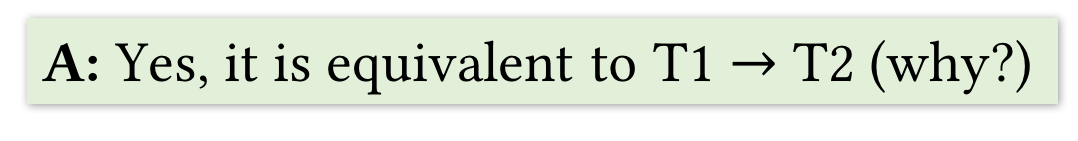 A: Yes, it is equivalent to T1 → T2 (why?)